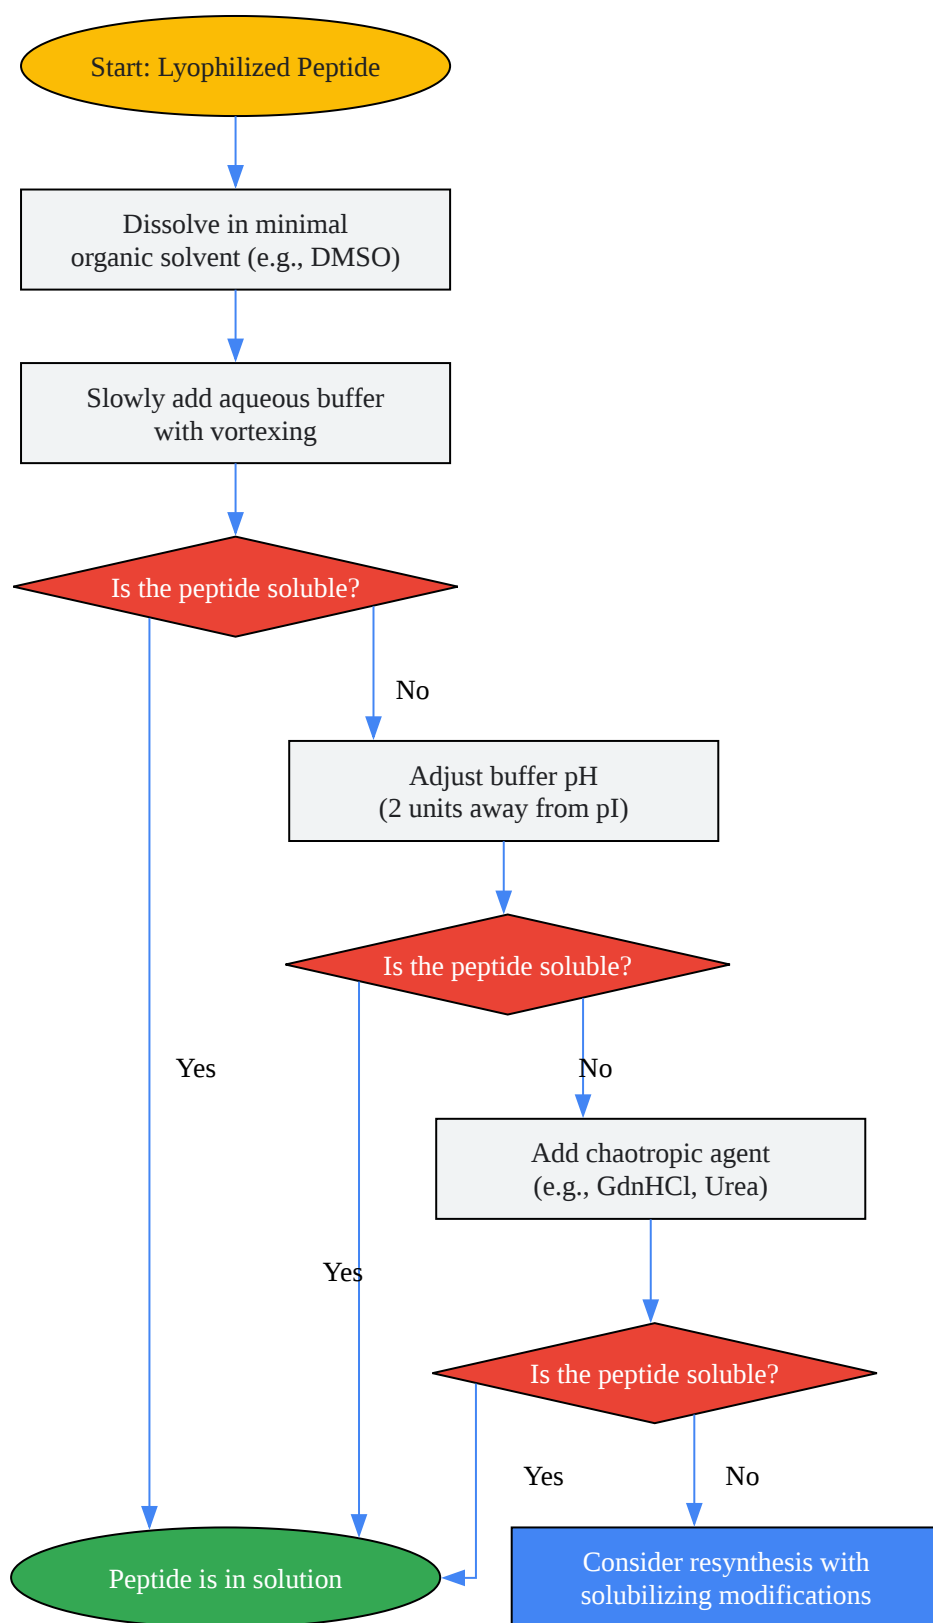 Start: Lyophilized Peptide
Dissolve in minimal
organic solvent (e.g., DMSO)
Slowly add aqueous buffer
with vortexing
Is the peptide soluble?
No
Adjust buffer pH
(2 units away from pI)
Is the peptide soluble?
Yes
No
Add chaotropic agent
(e.g., GdnHCl, Urea)
Yes
Is the peptide soluble?
Yes
No
Peptide is in solution
Consider resynthesis with
solubilizing modifications